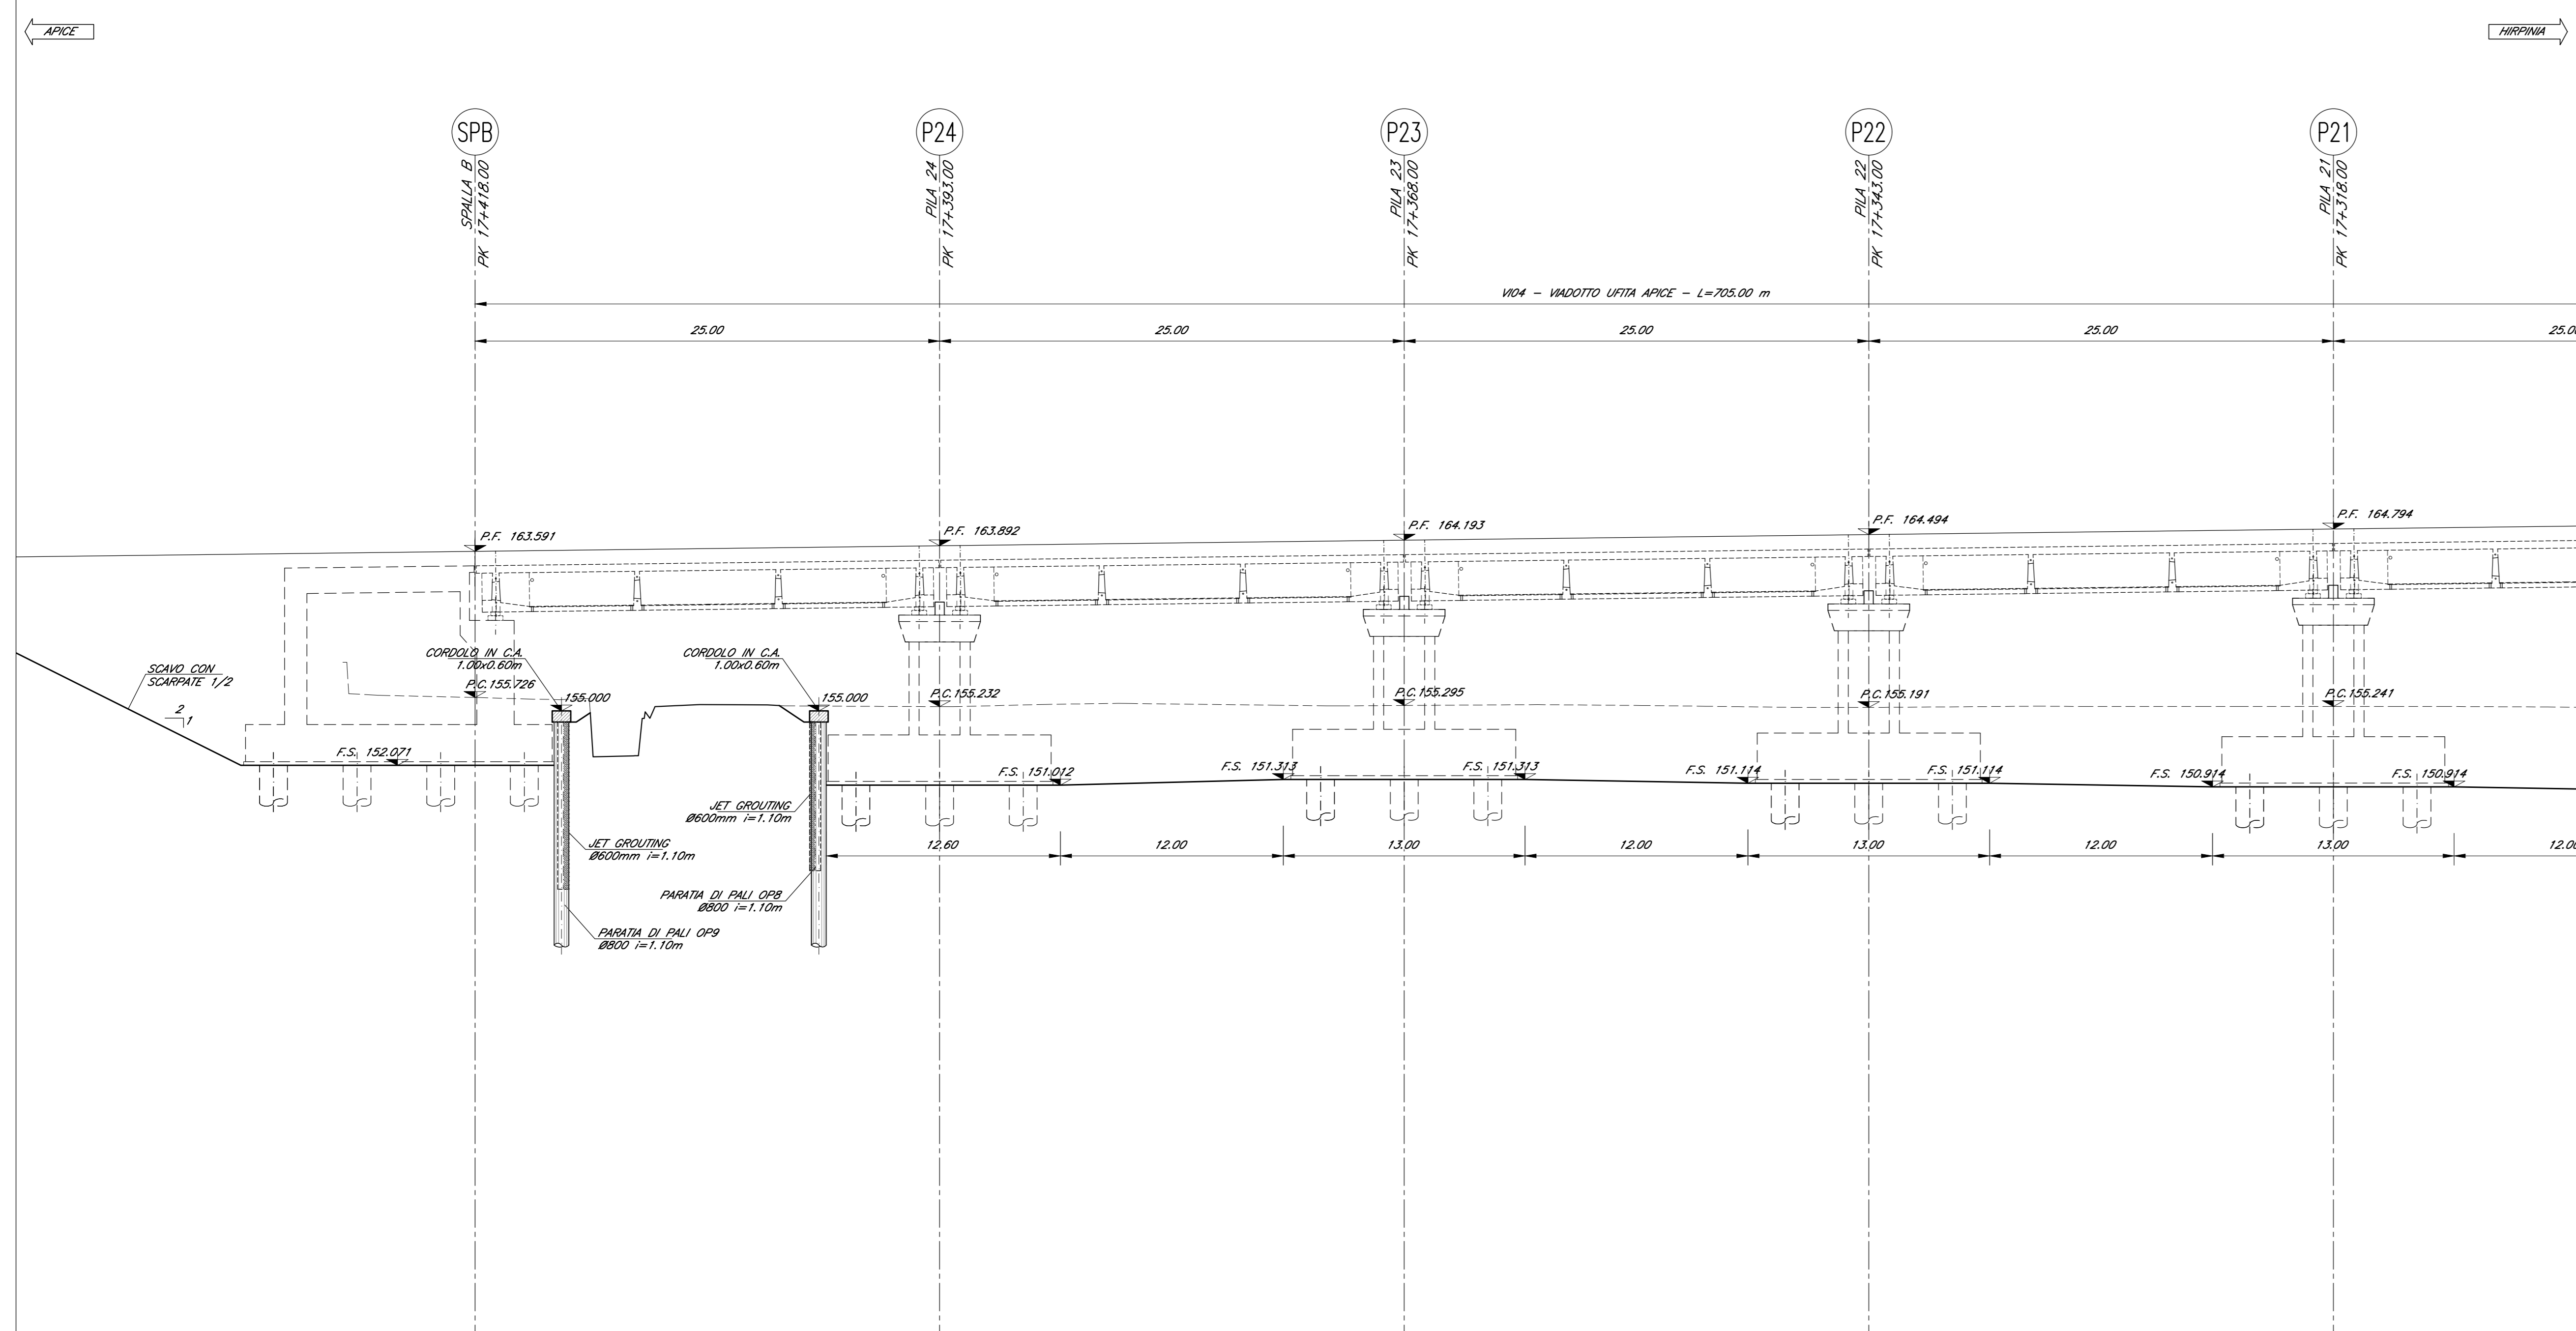 APICE
HIRPINIA
SPB
P24
P23
P22
P21
SPALLA B
PK 17+418.00
PILA 24
PK 17+393.00
PILA 23
PK 17+368.00
PILA 22
PK 17+343.00
PILA 21
PK 17+318.00
VI04 - VIADOTTO UFITA APICE - L=705.00 m
25.00
25.00
25.00
25.00
P.F. 163.591
P.F. 163.892
P.F. 164.193
P.F. 164.494
P.F. 164.794
SCAVO CON
SCARPATE 1/2
2
1
CORDOLO IN C.A.
1.00x0.60m
CORDOLO IN C.A.
1.00x0.60m
P.C.155.726
155.000
155.000
P.C.155.232
P.C.155.295
P.C.155.191
P.C.155.241
F.S. 152.071
F.S. 151.012
F.S. 151.313
F.S. 151.313
F.S. 151.114
F.S. 151.114
F.S. 150.914
F.S. 150.914
JET GROUTING
Ø600mm i=1.10m
JET GROUTING
Ø600mm i=1.10m
12.60
12.00
13.00
12.00
13.00
12.00
13.00
PARATIA DI PALI OP8
Ø800 i=1.10m
PARATIA DI PALI OP9
Ø800 i=1.10m